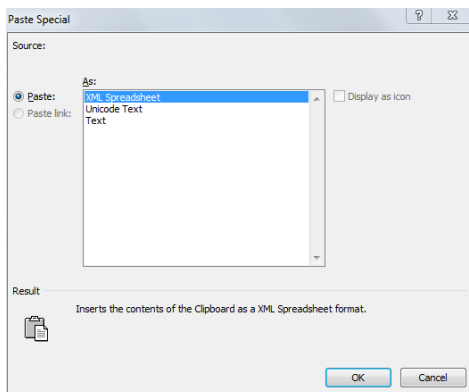 Paste Special
Source:
As:
Paste:
Paste link:
XML Spreadsheet
Unicode Text
Text
Display as icon
Result
Inserts the contents of the Clipboard as a XML Spreadsheet format.
OK
Cancel